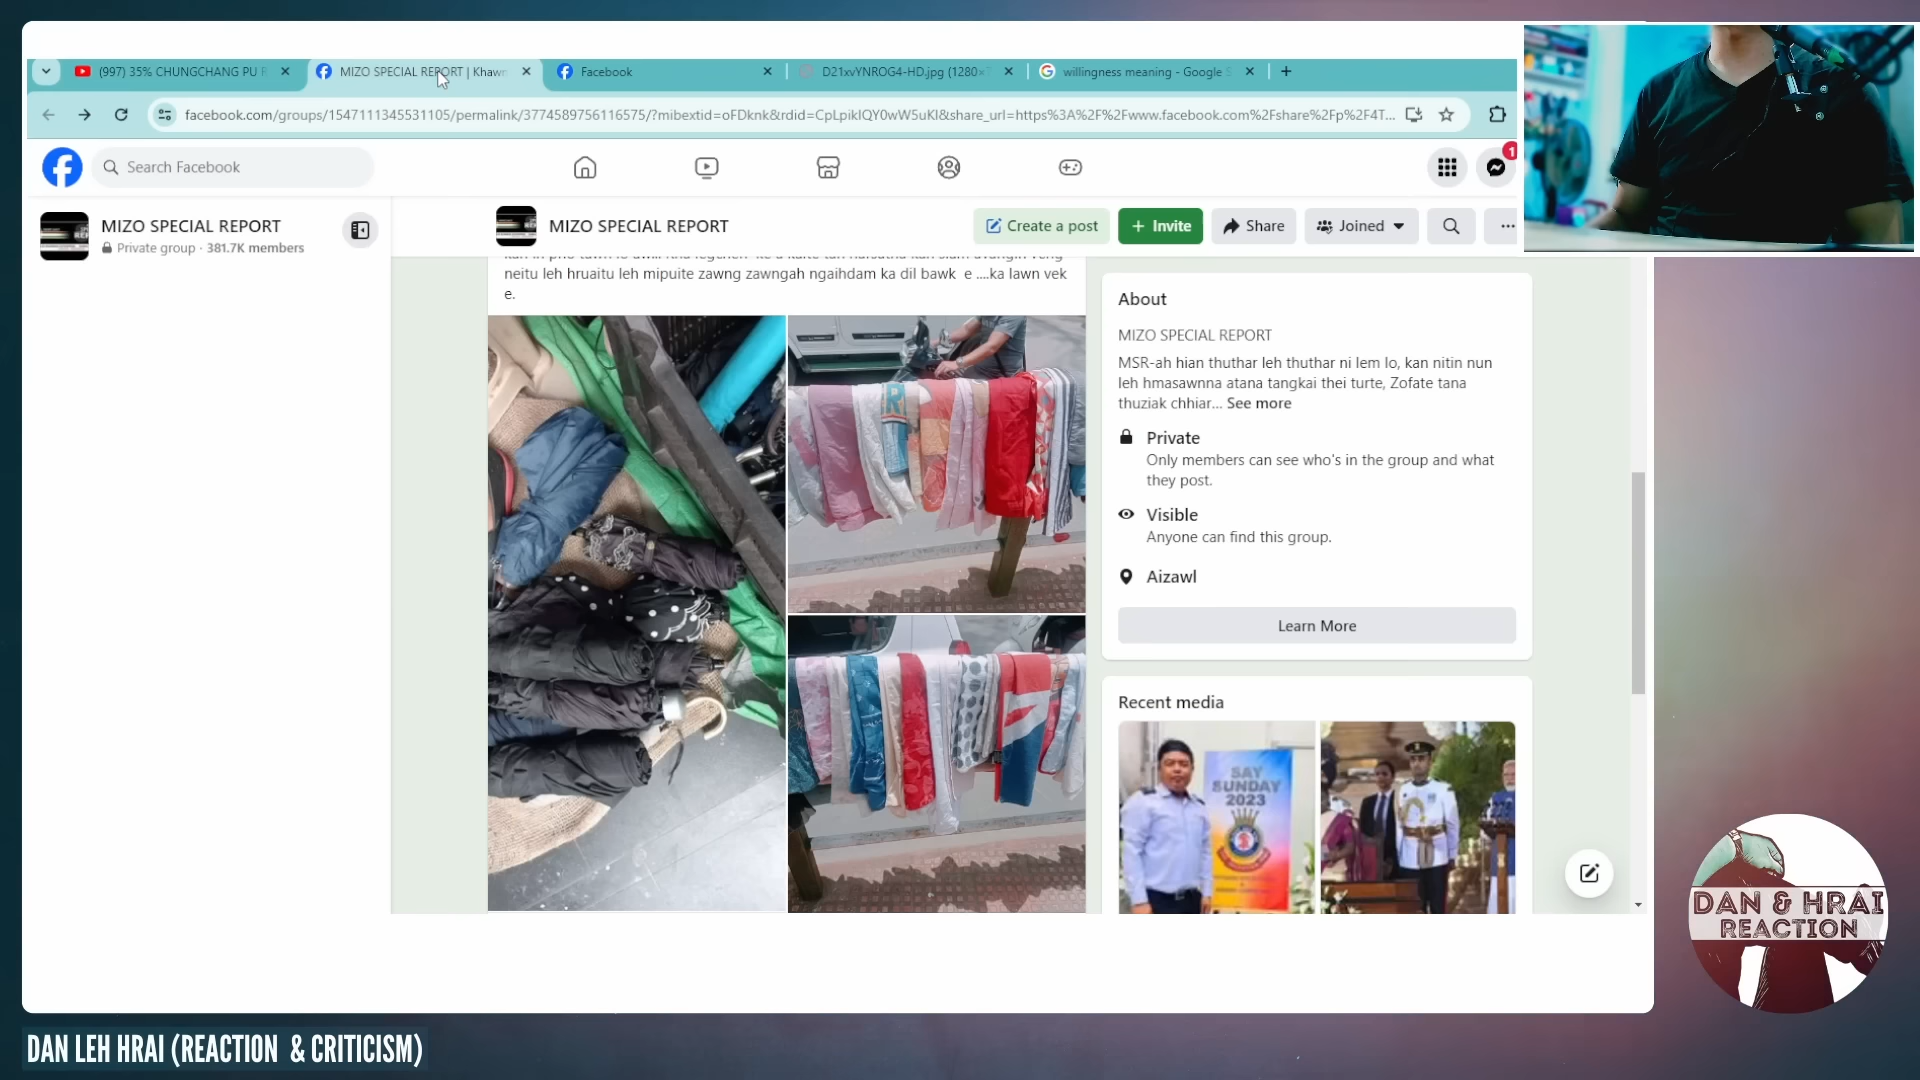 (997) 35% CHUNGCHANG PU
MIZO SPECIAL REPORT | Khawn
Facebook
D21xvYNROG4-HD.jpg (1280×
willingness meaning - Google S
facebook.com/groups/1547111345531105/permalink/3774589756116575/?mibextid=oFDknk&rdid=CpLpikIQY0wW5uKI&share_url=https%3A%2F%2Fwww.facebook.com%2Fshare%2Fp%2F4T...
Search Facebook
1
MIZO SPECIAL REPORT
Private group · 381.7K members
MIZO SPECIAL REPORT
Create a post
+ Invite
Share
Joined
neitu leh hruaitu leh mipuite zawng zawngah ngaihdam ka dil bawk e ....ka lawn vek
e.
About
MIZO SPECIAL REPORT
MSR-ah hian thuthar leh thuthar ni lem lo, kan nitin nun
leh hmasawnna atana tangkai thei turte, Zofate tana
thuziak chhiar... See more
Private
Only members can see who's in the group and what
they post.
Visible
Anyone can find this group.
Aizawl
Learn More
Recent media
SAY
SUNDAY
2023
DAN & HRAI
REACTION
DAN LEH HRAI (REACTION & CRITICISM)